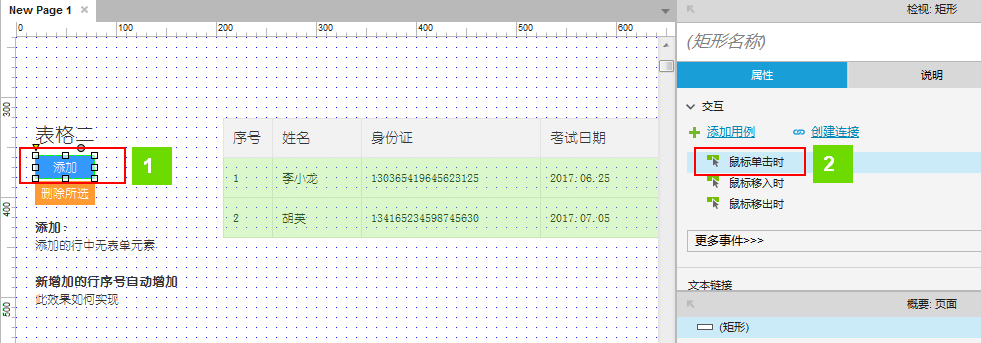 New Page 1
0 100 200 300 400 500 600
300
400
500
表格二
添加
1
删除所选
添加：
添加的行中无表单元素
新增加的行序号自动增加
此效果如何实现
序号 姓名 身份证 考试日期
1 李小龙 130365419645623125 2017.06.25
2 胡英 134165234598745630 2017.07.05
检视: 矩形
(矩形名称)
属性 说明
交互
添加用例 创建连接
鼠标单击时
2
鼠标移入时
鼠标移出时
更多事件>>>
文本链接
概要: 页面
(矩形)